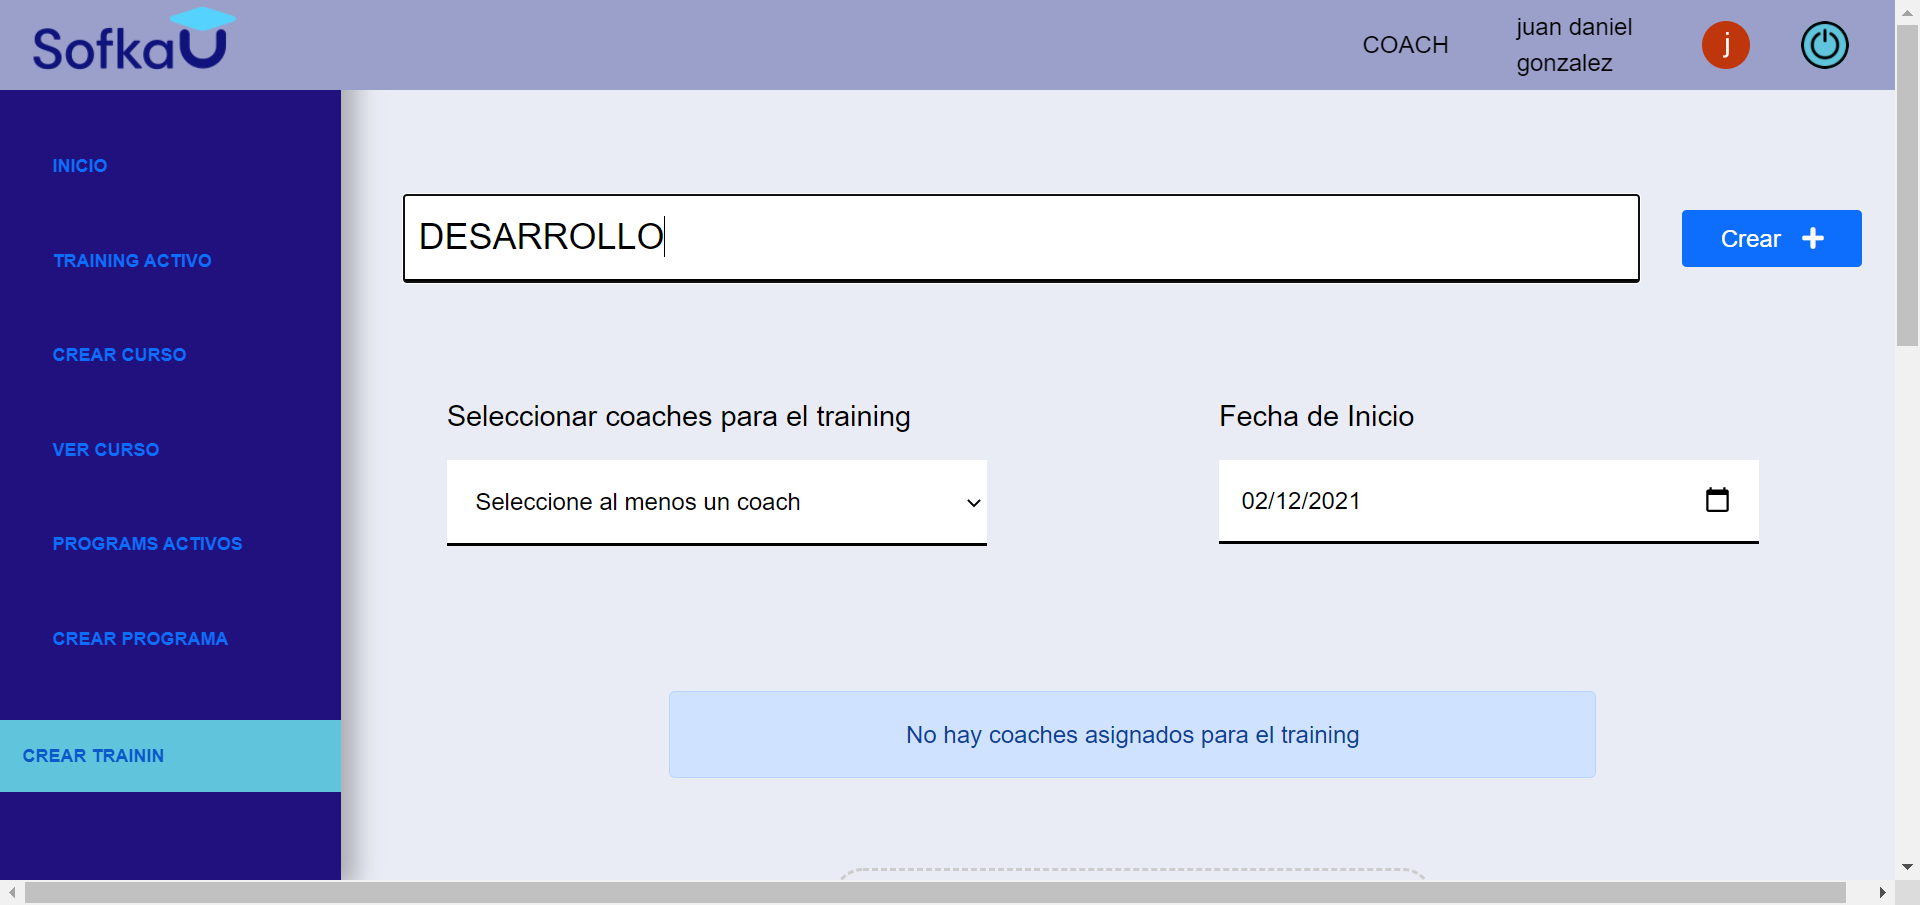 SofkaU
COACH
juan daniel
gonzalez
j
INICIO
TRAINING ACTIVO
CREAR CURSO
VER CURSO
PROGRAMS ACTIVOS
CREAR PROGRAMA
CREAR TRAININ
DESARROLLO
Crear
Seleccionar coaches para el training
Fecha de Inicio
Seleccione al menos un coach
02/12/2021
No hay coaches asignados para el training